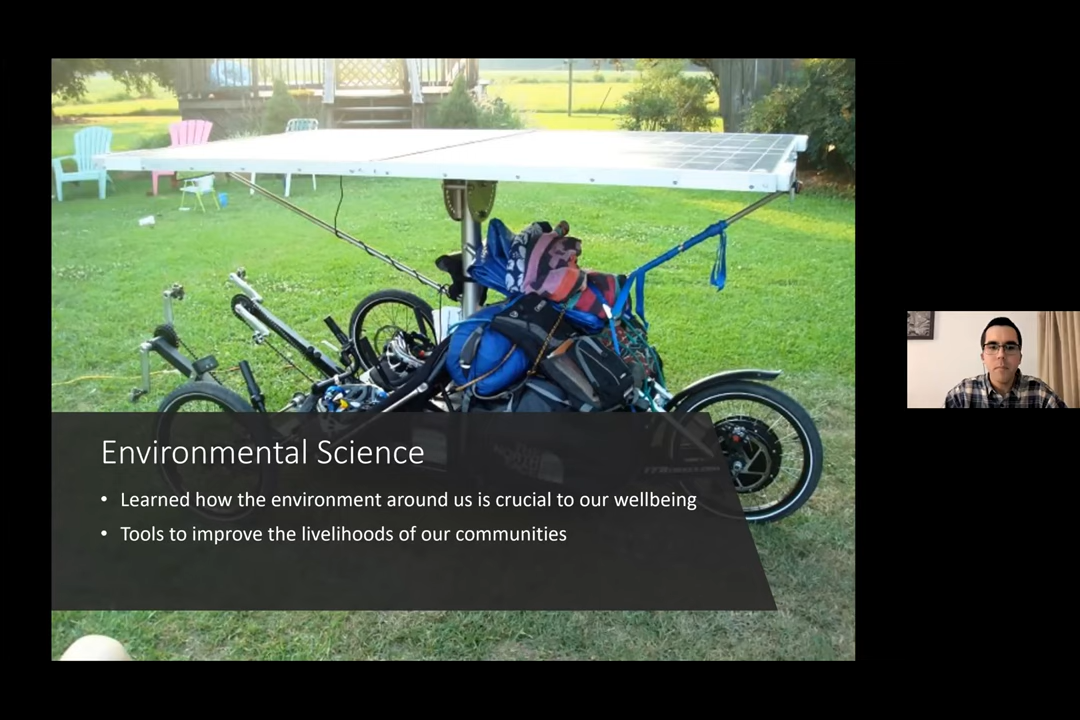 Environmental Science
• Learned how the environment around us is crucial to our wellbeing
• Tools to improve the livelihoods of our communities